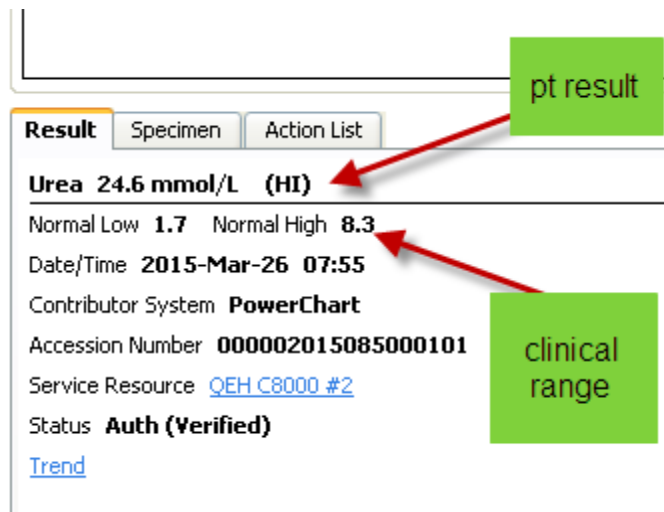 pt result
Result Specimen Action List
Urea 24.6 mmol/L (HI)
Normal Low 1.7 Normal High 8.3
Date/Time 2015-Mar-26 07:55
Contributor System PowerChart
Accession Number 000002015085000101
Service Resource QEH C8000 #2
Status Auth (Verified)
Trend
clinical
range